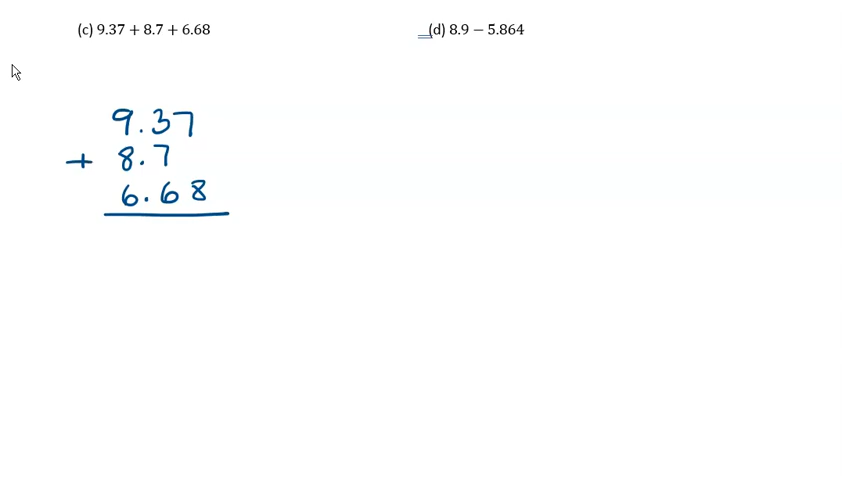 (c) 9.37 + 8.7 + 6.68
(d) 8.9 − 5.864
9.37
+ 8.7
6.68